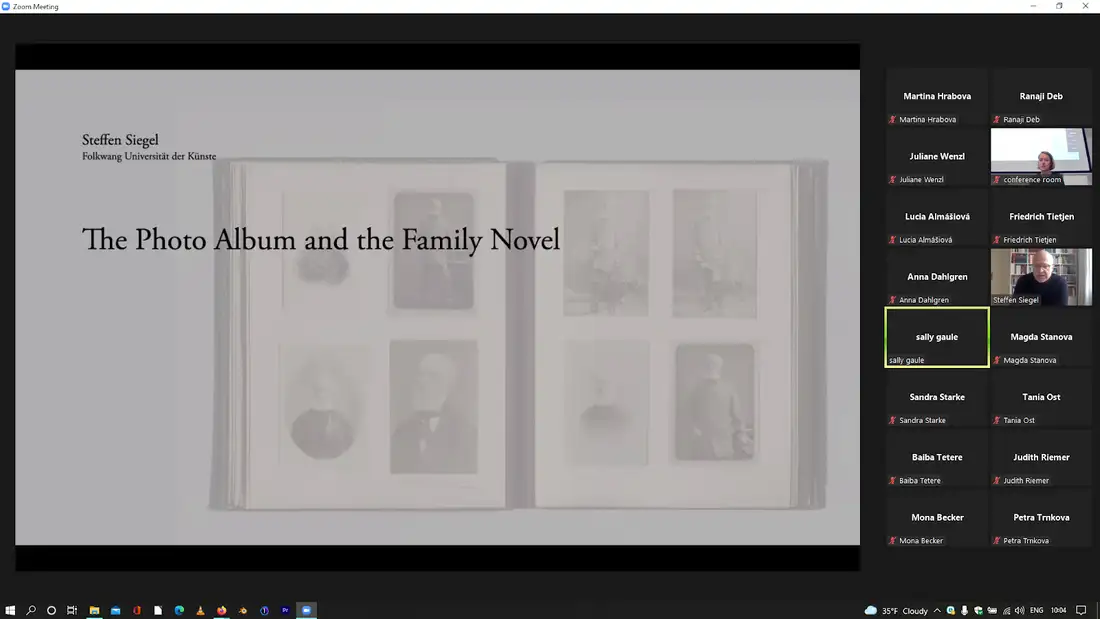 Zoom Meeting
Steffen Siegel
Folkwang Universität der Künste
The Photo Album and the Family Novel
Martina Hrabova
Martina Hrabova
Ranaji Deb
Ranaji Deb
Juliane Wenzl
Juliane Wenzl
conference room
Lucia Almášiová
Lucia Almášiová
Friedrich Tietjen
Friedrich Tietjen
Anna Dahlgren
Anna Dahlgren
Steffen Siegel
sally gaule
sally gaule
Magda Stanova
Magda Stanova
Sandra Starke
Sandra Starke
Tania Ost
Tania Ost
Baiba Tetere
Baiba Tetere
Judith Riemer
Judith Riemer
Mona Becker
Mona Becker
Petra Trnkova
Petra Trnkova
Pr
35°F Cloudy
ENG
10:04